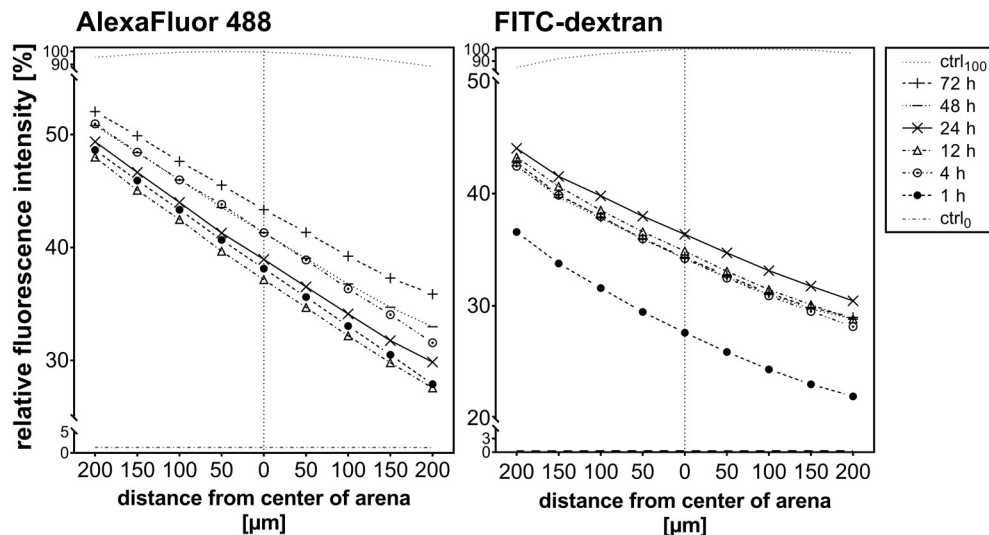 AlexaFluor 488
FITC-dextran
relative fluorescence intensity [%]
100
90
50
40
30
5
0
200 150 100 50 0 50 100 150 200
distance from center of arena
[µm]
100
90
50
40
30
20
3
0
200 150 100 50 0 50 100 150 200
distance from center of arena
[µm]
ctrl₁₀₀
72 h
48 h
24 h
12 h
4 h
1 h
ctrl₀